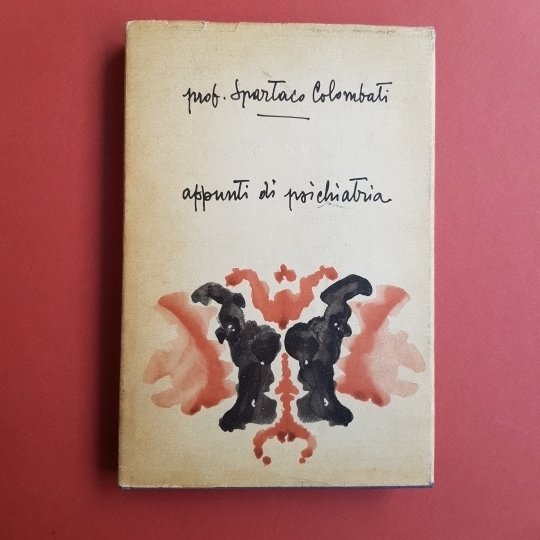 prof. Spartaco Colombati
appunti di psichiatria